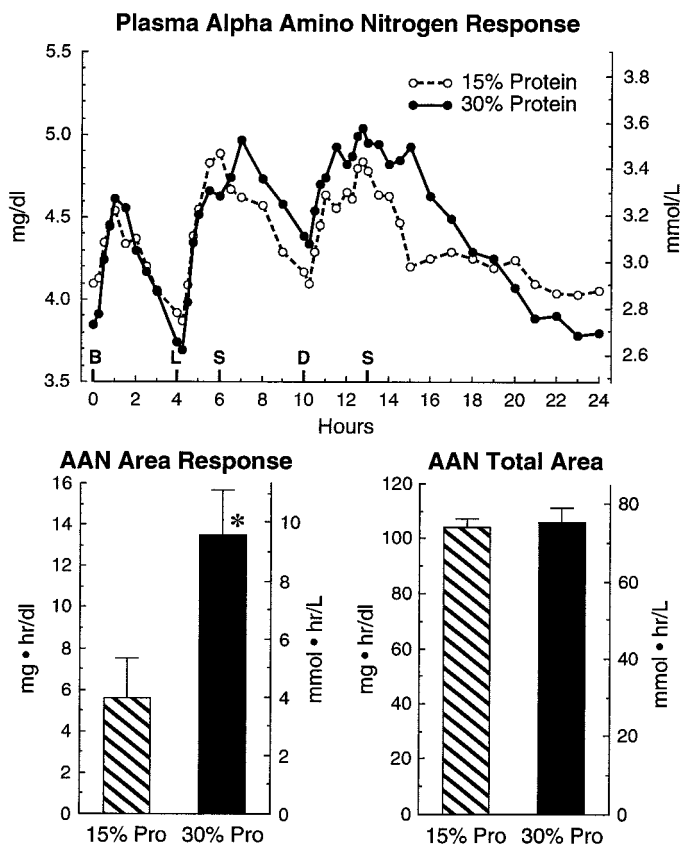 Plasma Alpha Amino Nitrogen Response
5.5
5.0
4.5
4.0
3.5
mg/dl
3.8
3.6
3.4
3.2
3.0
2.8
2.6
mmol/L
15% Protein
30% Protein
B L S D S
0 2 4 6 8 10 12 14 16 18 20 22 24
Hours
AAN Area Response
16
14
12
10
8
6
4
2
0
mg • hr/dl
*
10
8
6
4
2
0
mmol • hr/L
15% Pro 30% Pro
AAN Total Area
120
100
80
60
40
20
0
mg • hr/dl
80
60
40
20
0
mmol • hr/L
15% Pro 30% Pro